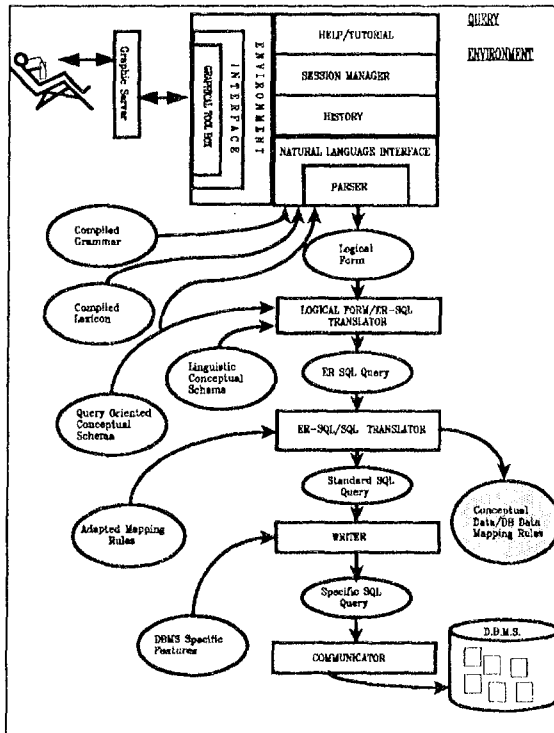 QUERY
ENVIRONMENT
HELP/TUTORIAL
SESSION MANAGER
HISTORY
NATURAL LANGUAGE INTERFACE
PARSER
Graphic Server
GRAPHICAL TOOL BOX
INTERFACE
ENVIRONMENT
Compiled
Grammar
Logical
Form
Compiled
Lexicon
LOGICAL FORM/ER-SQL
TRANSLATOR
Linguistic
Conceptual
Schema
ER SQL Query
Query Oriented
Conceptual
Schema
ER-SQL/SQL TRANSLATOR
Standard SQL
Query
Adapted Mapping
Rules
Conceptual
Data/DB Data
Mapping Rules
WRITER
Specific SQL
Query
DBMS Specific
Features
COMMUNICATOR
D.B.M.S.